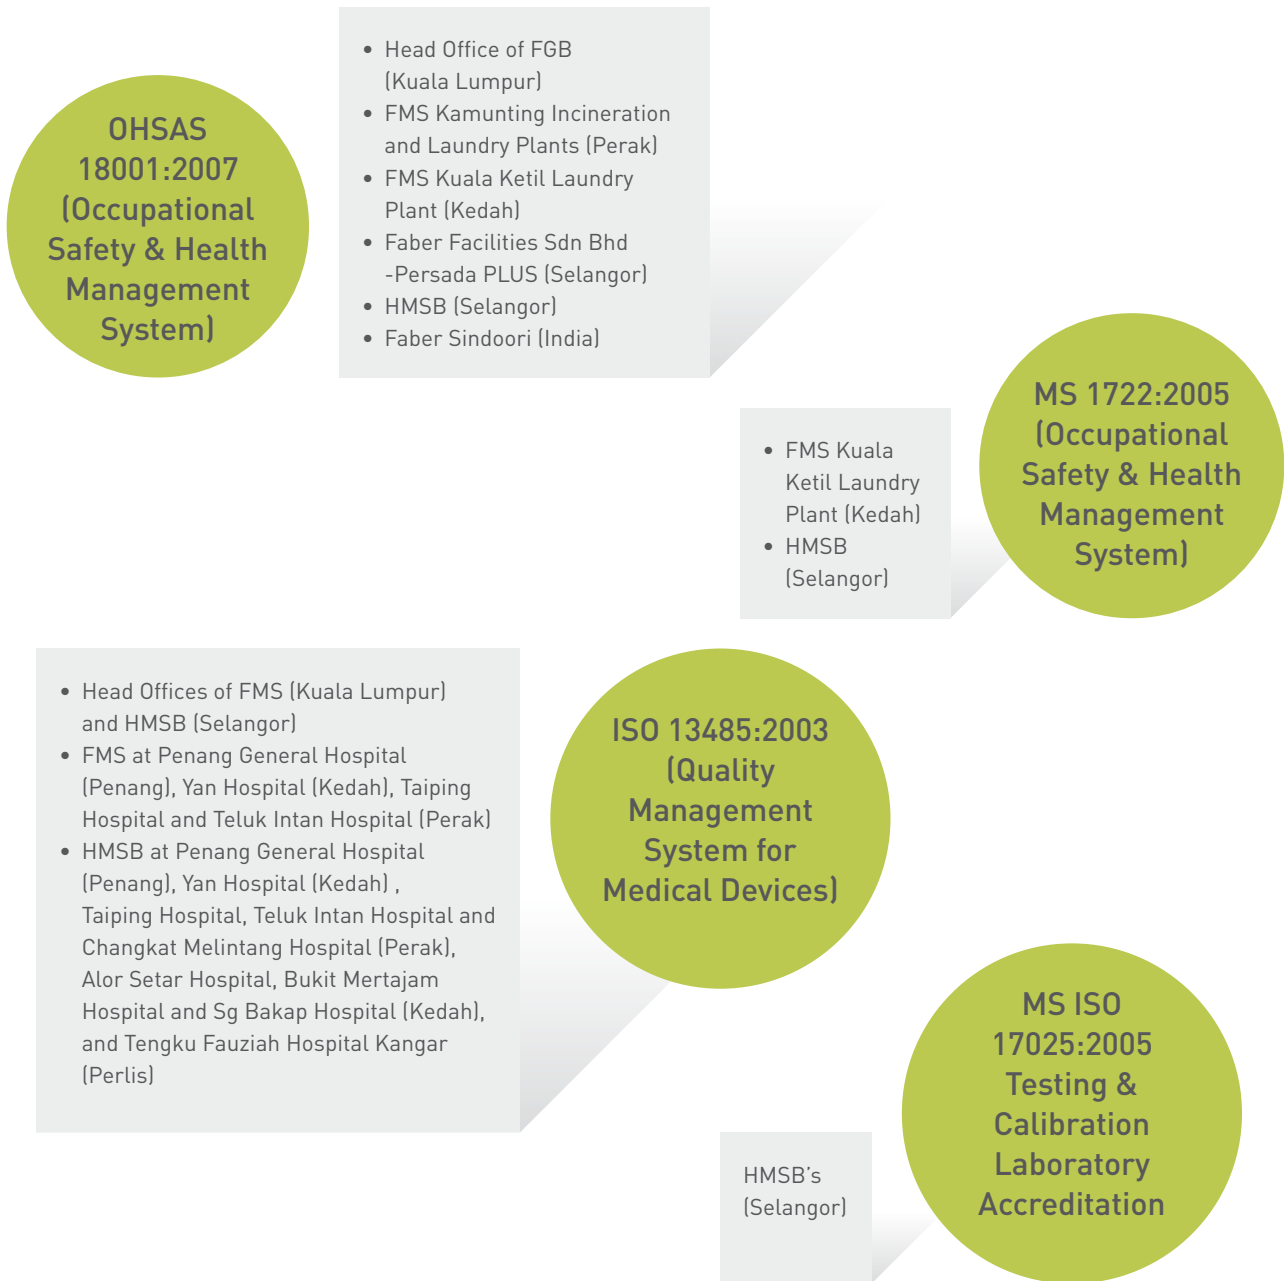 OHSAS
18001:2007
(Occupational
Safety & Health
Management
System)
• Head Office of FGB
(Kuala Lumpur)
• FMS Kamunting Incineration
and Laundry Plants (Perak)
• FMS Kuala Ketil Laundry
Plant (Kedah)
• Faber Facilities Sdn Bhd
-Persada PLUS (Selangor)
• HMSB (Selangor)
• Faber Sindoori (India)
MS 1722:2005
(Occupational
Safety & Health
Management
System)
• FMS Kuala
Ketil Laundry
Plant (Kedah)
• HMSB
(Selangor)
• Head Offices of FMS (Kuala Lumpur)
and HMSB (Selangor)
• FMS at Penang General Hospital
(Penang), Yan Hospital (Kedah), Taiping
Hospital and Teluk Intan Hospital (Perak)
• HMSB at Penang General Hospital
(Penang), Yan Hospital (Kedah) ,
Taiping Hospital, Teluk Intan Hospital and
Changkat Melintang Hospital (Perak),
Alor Setar Hospital, Bukit Mertajam
Hospital and Sg Bakap Hospital (Kedah),
and Tengku Fauziah Hospital Kangar
(Perlis)
ISO 13485:2003
(Quality
Management
System for
Medical Devices)
MS ISO
17025:2005
Testing &
Calibration
Laboratory
Accreditation
HMSB's
(Selangor)